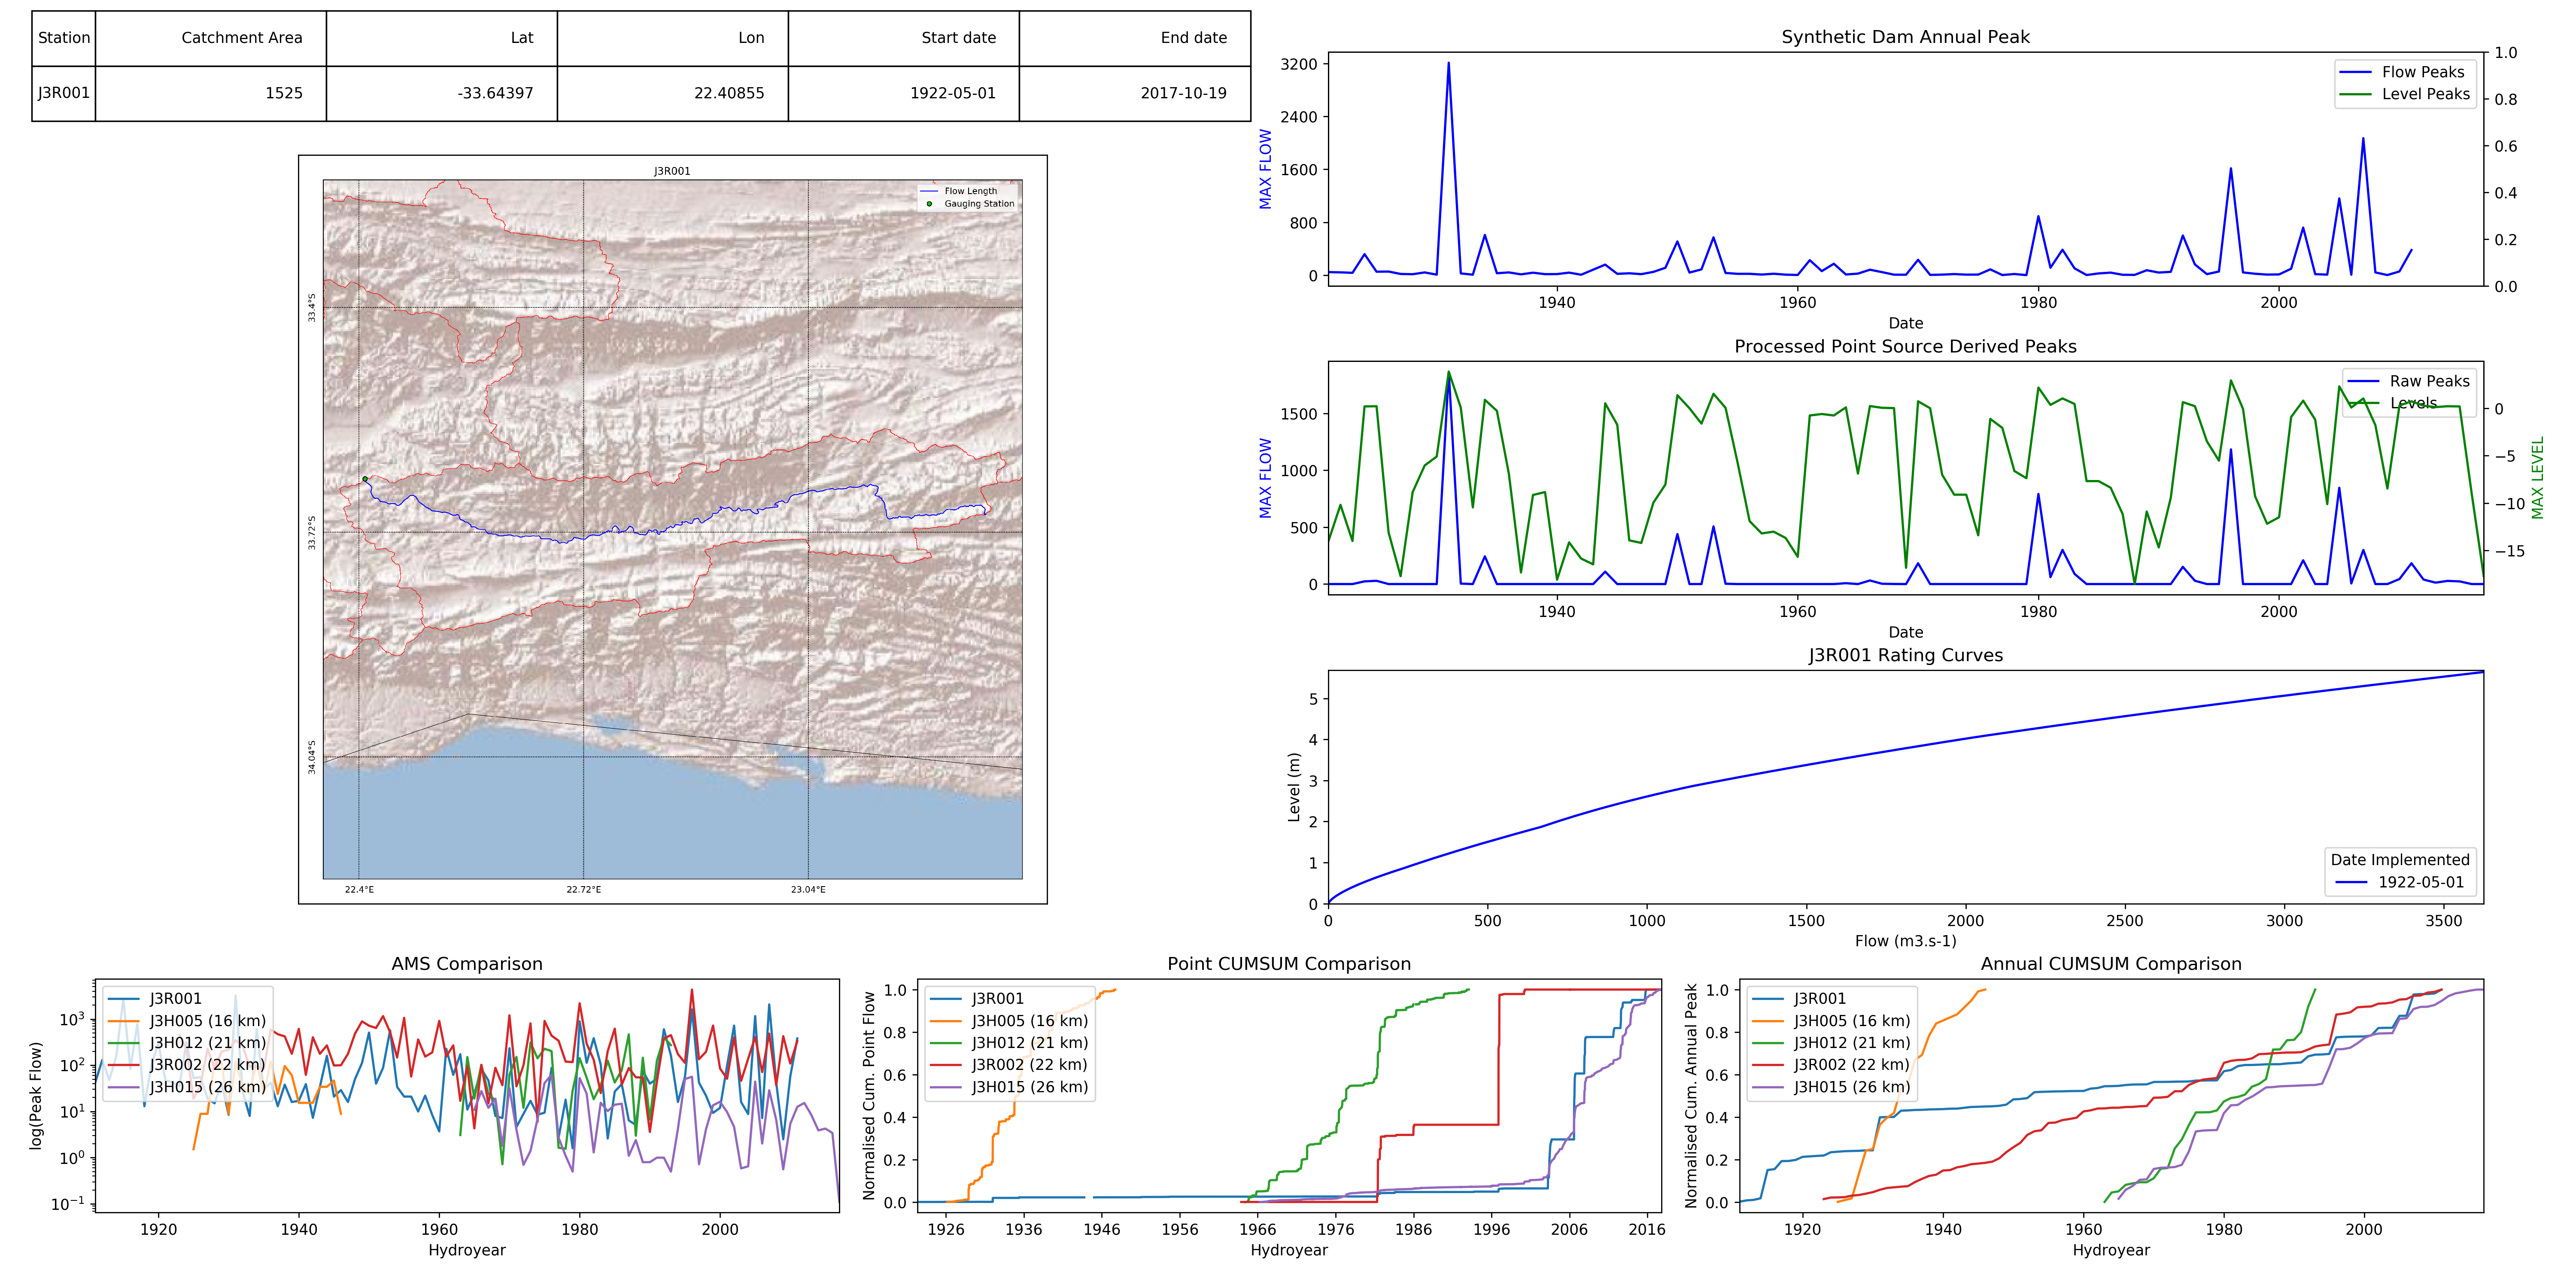 Station Catchment Area Lat Lon Start date End date
J3R001 1525 -33.64397 22.40855 1922-05-01 2017-10-19
J3R001
Flow Length
Gauging Station
33.4°S
33.72°S
34.04°S
22.4°E 22.72°E 23.04°E
Synthetic Dam Annual Peak
MAX FLOW
3200
2400
1600
800
0
Flow Peaks
Level Peaks
1.0
0.8
0.6
0.4
0.2
0.0
1940 1960 1980 2000
Date
Processed Point Source Derived Peaks
MAX FLOW
1500
1000
500
0
Raw Peaks
Levels
0
−5
−10
−15
MAX LEVEL
1940 1960 1980 2000
Date
J3R001 Rating Curves
Level (m)
5
4
3
2
1
0
Date Implemented
1922-05-01
0 500 1000 1500 2000 2500 3000 3500
Flow (m3.s-1)
AMS Comparison
log(Peak Flow)
10³
10²
10¹
10⁰
10⁻¹
J3R001
J3H005 (16 km)
J3H012 (21 km)
J3R002 (22 km)
J3H015 (26 km)
1920 1940 1960 1980 2000
Hydroyear
Point CUMSUM Comparison
Normalised Cum. Point Flow
1.0
0.8
0.6
0.4
0.2
0.0
J3R001
J3H005 (16 km)
J3H012 (21 km)
J3R002 (22 km)
J3H015 (26 km)
1926 1936 1946 1956 1966 1976 1986 1996 2006 2016
Hydroyear
Annual CUMSUM Comparison
Normalised Cum. Annual Peak
1.0
0.8
0.6
0.4
0.2
0.0
J3R001
J3H005 (16 km)
J3H012 (21 km)
J3R002 (22 km)
J3H015 (26 km)
1920 1940 1960 1980 2000
Hydroyear